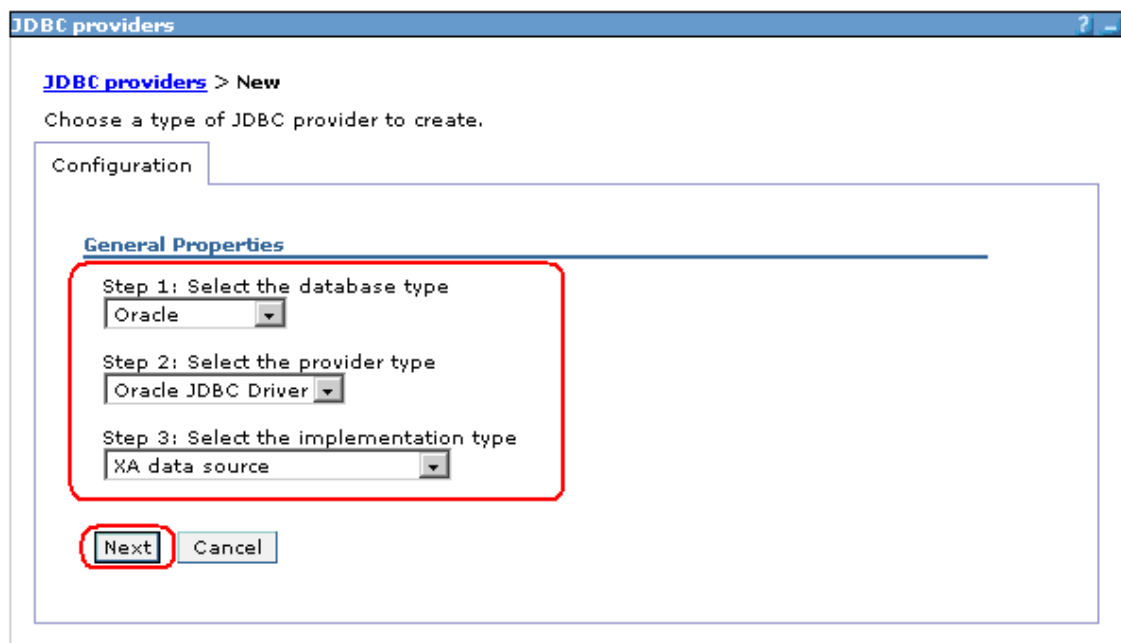 JDBC providers ? –
JDBC providers > New
Choose a type of JDBC provider to create.
Configuration
General Properties
Step 1: Select the database type
Oracle
Step 2: Select the provider type
Oracle JDBC Driver
Step 3: Select the implementation type
XA data source
Next Cancel